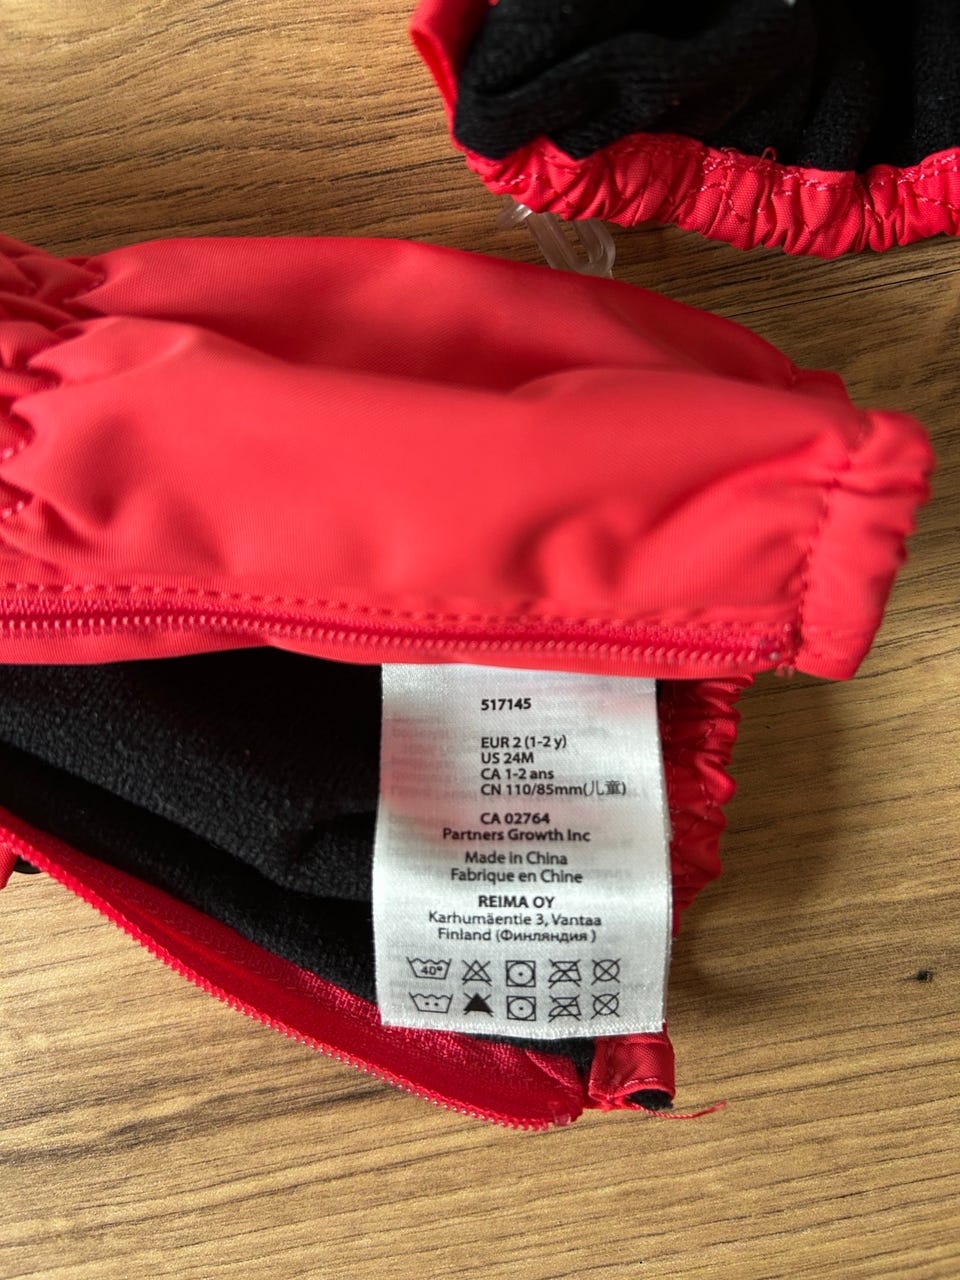 517145
EUR 2 (1-2 y)
US 24M
CA 1-2 ans
CN 110/85mm(儿童)
CA 02764
Partners Growth Inc
Made in China
Fabrique en Chine
REIMA OY
Karhumäentie 3, Vantaa
Finland (Финляндия )
40°